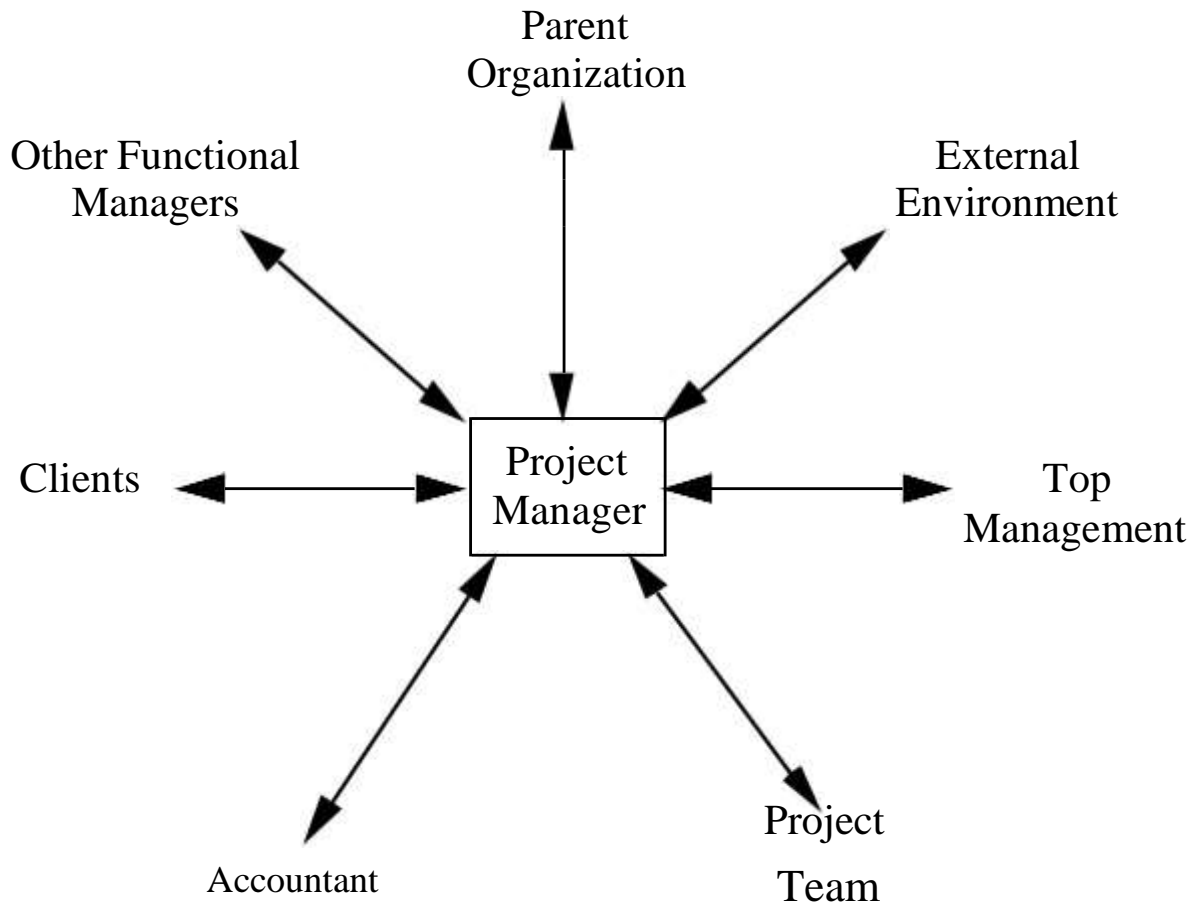 Parent
Organization
Other Functional
Managers
External
Environment
Project
Manager
Clients
Top
Management
Accountant
Project
Team